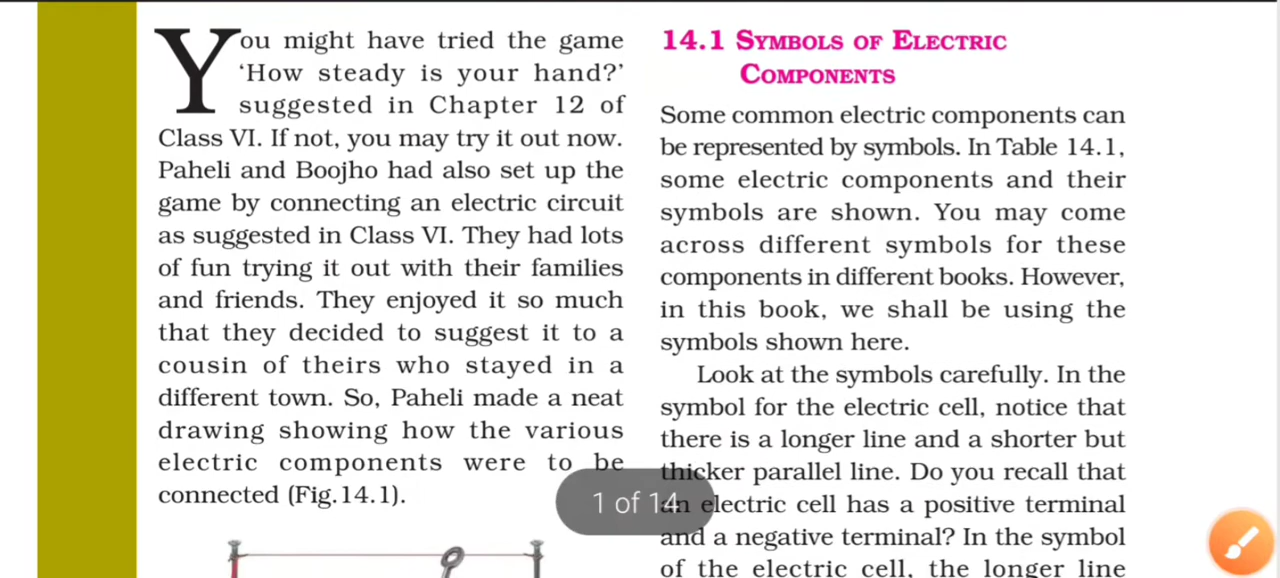 You might have tried the game
‘How steady is your hand?’
suggested in Chapter 12 of
Class VI. If not, you may try it out now.
Paheli and Boojho had also set up the
game by connecting an electric circuit
as suggested in Class VI. They had lots
of fun trying it out with their families
and friends. They enjoyed it so much
that they decided to suggest it to a
cousin of theirs who stayed in a
different town. So, Paheli made a neat
drawing showing how the various
electric components were to be
connected (Fig.14.1).
14.1 SYMBOLS OF ELECTRIC
COMPONENTS
Some common electric components can
be represented by symbols. In Table 14.1,
some electric components and their
symbols are shown. You may come
across different symbols for these
components in different books. However,
in this book, we shall be using the
symbols shown here.
Look at the symbols carefully. In the
symbol for the electric cell, notice that
there is a longer line and a shorter but
thicker parallel line. Do you recall that
an electric cell has a positive terminal
and a negative terminal? In the symbol
of the electric cell, the longer line
1 of 14